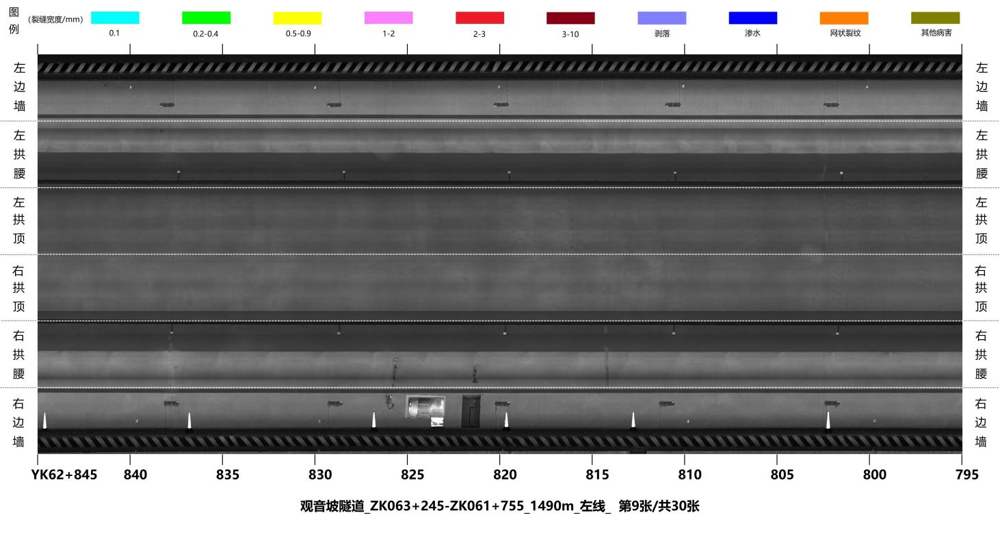 图例
(裂缝宽度/mm)
0.1
0.2-0.4
0.5-0.9
1-2
2-3
3-10
剥落
渗水
网状裂纹
其他病害
左边墙
左边墙
左拱腰
左拱腰
左拱顶
左拱顶
右拱顶
右拱顶
右拱腰
右拱腰
右边墙
右边墙
YK62+845 840 835 830 825 820 815 810 805 800 795
观音坡隧道_ZK063+245-ZK061+755_1490m_左线_ 第9张/共30张